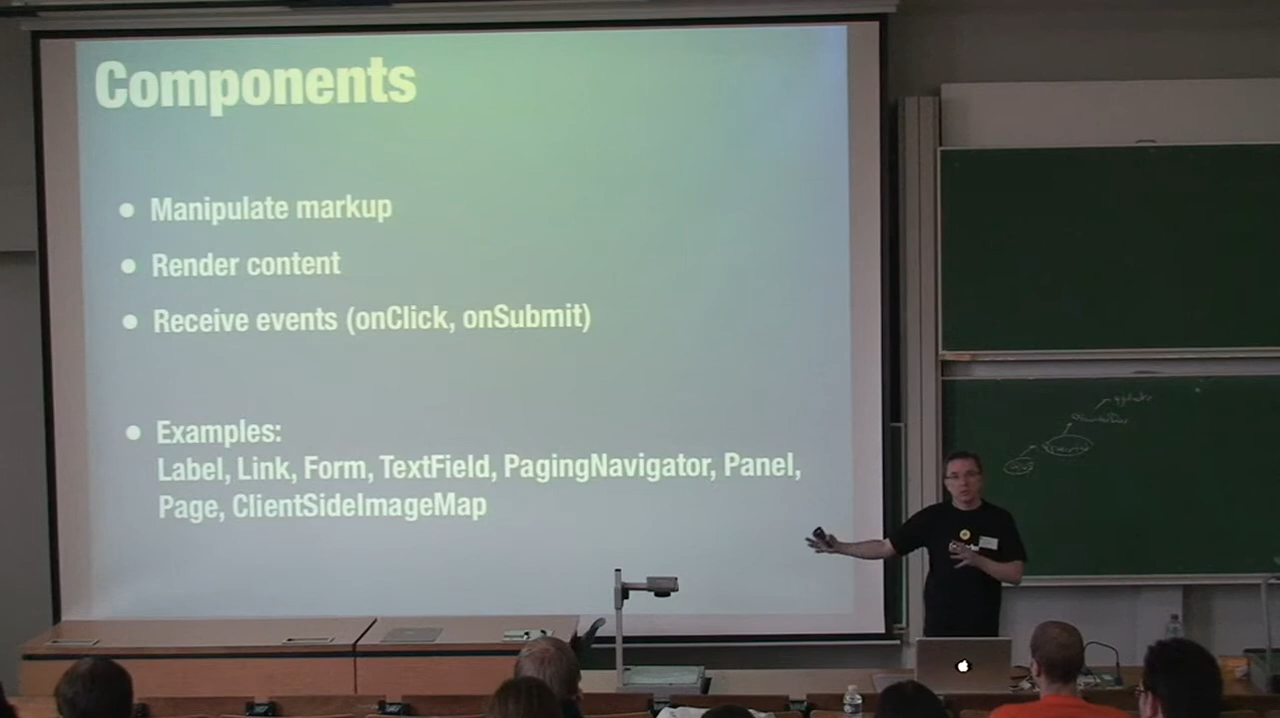 Components
● Manipulate markup
● Render content
● Receive events (onClick, onSubmit)
● Examples:
Label, Link, Form, TextField, PagingNavigator, Panel,
Page, ClientSideImageMap